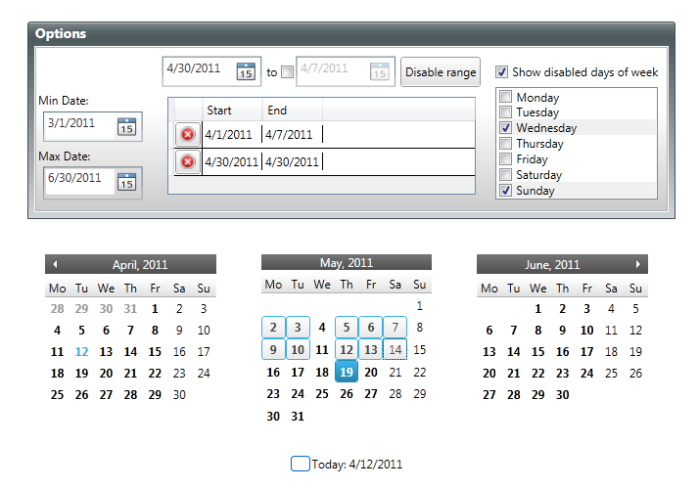 Options
4/30/2011 15 to 4/7/2011 15 Disable range
Show disabled days of week
Min Date:
3/1/2011 15
Max Date:
6/30/2011 15
Start End
4/1/2011 4/7/2011
4/30/2011 4/30/2011
Monday
Tuesday
Wednesday
Thursday
Friday
Saturday
Sunday
April, 2011
Mo Tu We Th Fr Sa Su
28 29 30 31 1 2 3
4 5 6 7 8 9 10
11 12 13 14 15 16 17
18 19 20 21 22 23 24
25 26 27 28 29 30
May, 2011
Mo Tu We Th Fr Sa Su
1
2 3 4 5 6 7 8
9 10 11 12 13 14 15
16 17 18 19 20 21 22
23 24 25 26 27 28 29
30 31
June, 2011
Mo Tu We Th Fr Sa Su
1 2 3 4 5
6 7 8 9 10 11 12
13 14 15 16 17 18 19
20 21 22 23 24 25 26
27 28 29 30
Today: 4/12/2011